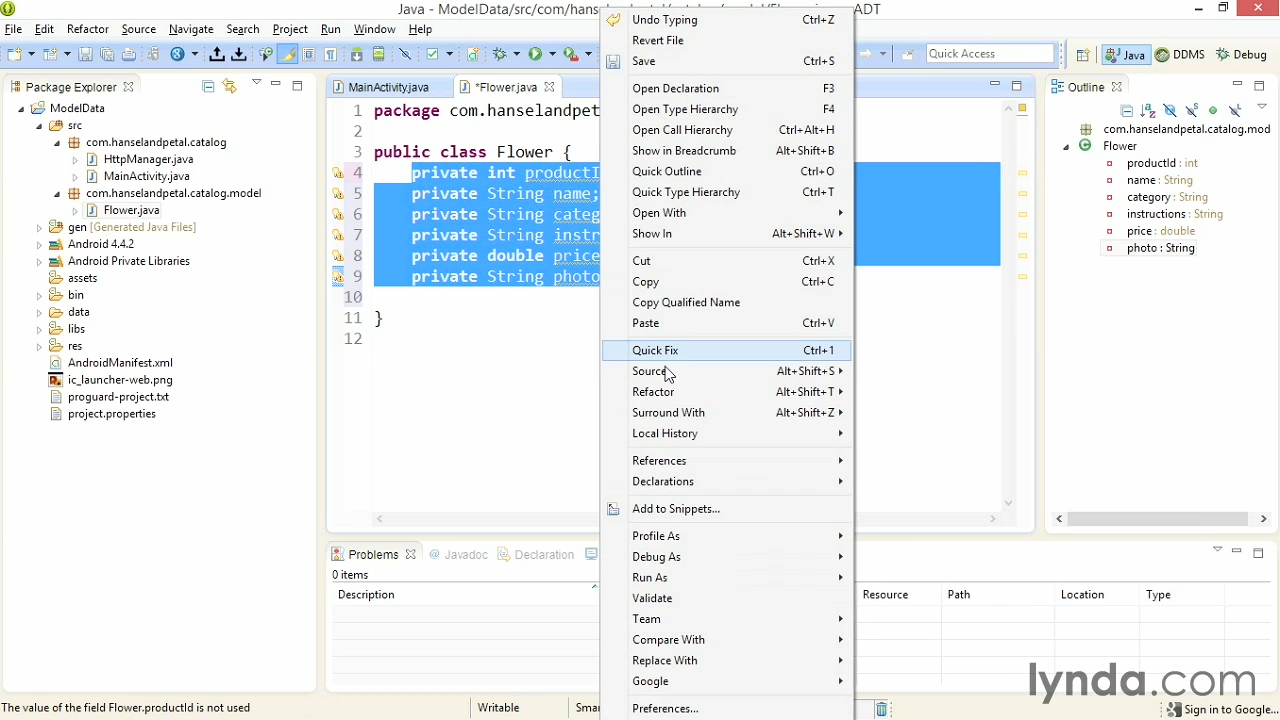 Java - ModelData/src/com/hanse
ADT
File Edit Refactor Source Navigate Search Project Run Window Help
Quick Access
Java
DDMS
Debug
Package Explorer
ModelData
src
com.hanselandpetal.catalog
HttpManager.java
MainActivity.java
com.hanselandpetal.catalog.model
Flower.java
gen [Generated Java Files]
Android 4.4.2
Android Private Libraries
assets
bin
data
libs
res
AndroidManifest.xml
ic_launcher-web.png
proguard-project.txt
project.properties
MainActivity.java
*Flower.java
1 package com.hanselandpet
2
3 public class Flower {
4 private int productI
5 private String name;
6 private String categ
7 private String instr
8 private double price
9 private String photo
10
11 }
12
Undo Typing Ctrl+Z
Revert File
Save Ctrl+S
Open Declaration F3
Open Type Hierarchy F4
Open Call Hierarchy Ctrl+Alt+H
Show in Breadcrumb Alt+Shift+B
Quick Outline Ctrl+O
Quick Type Hierarchy Ctrl+T
Open With
Show In Alt+Shift+W
Cut Ctrl+X
Copy Ctrl+C
Copy Qualified Name
Paste Ctrl+V
Quick Fix Ctrl+1
Source Alt+Shift+S
Refactor Alt+Shift+T
Surround With Alt+Shift+Z
Local History
References
Declarations
Add to Snippets...
Profile As
Debug As
Run As
Validate
Team
Compare With
Replace With
Google
Preferences...
Outline
com.hanselandpetal.catalog.mod
Flower
productId : int
name : String
category : String
instructions : String
price : double
photo : String
Problems
Javadoc
Declaration
0 items
Description Resource Path Location Type
The value of the field Flower.productId is not used
Writable
Smar
Sign in to Google...
lynda.com